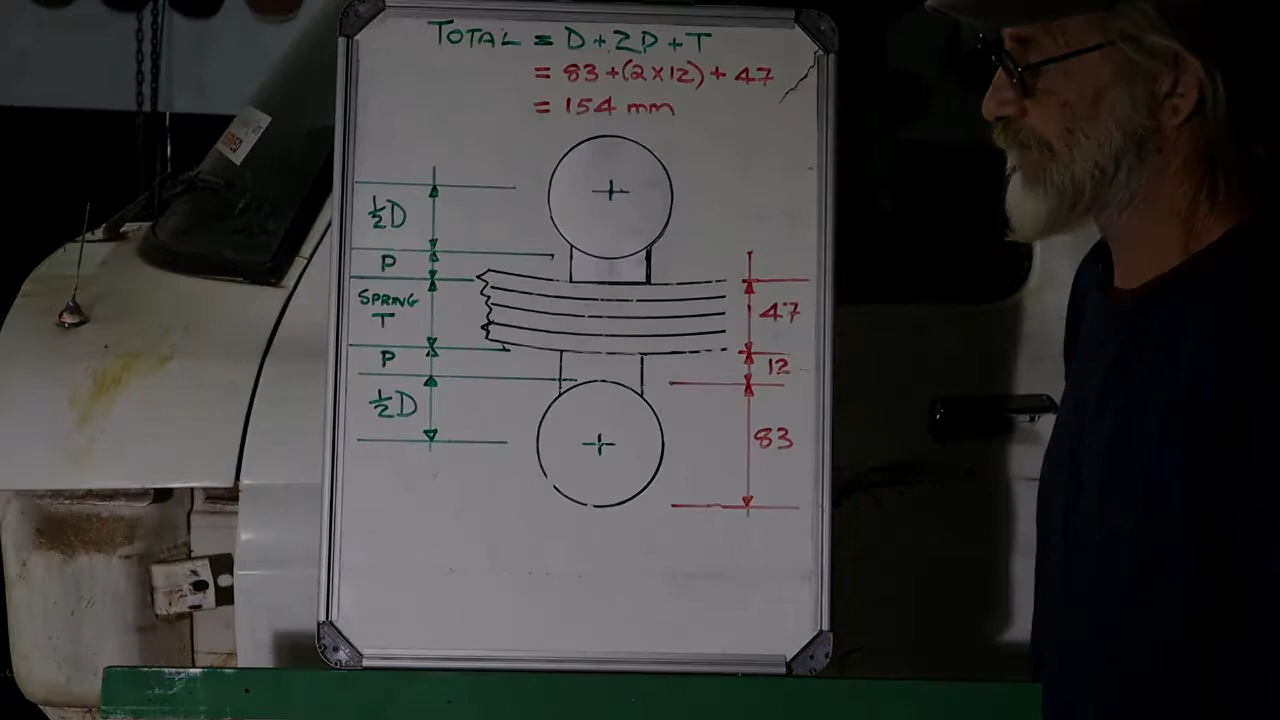 TOTAL = D + 2P + T
= 83 + (2 x 12) + 47
= 154 mm
½D
P
SPRING
T
P
½D
47
12
83